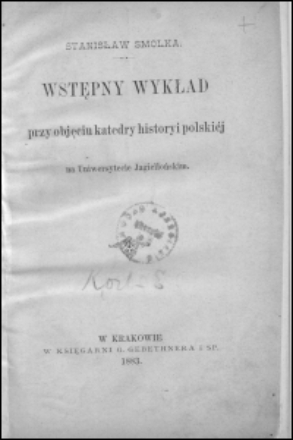 STANISŁAW SMOLKA.
WSTĘPNY WYKŁAD
przy objęciu katedry historyi polskiéj
na Uniwersytecie Jagiellońskim.
W KRAKOWIE.
W KSIĘGARNI G. GEBETHNERA I SP.
1883.